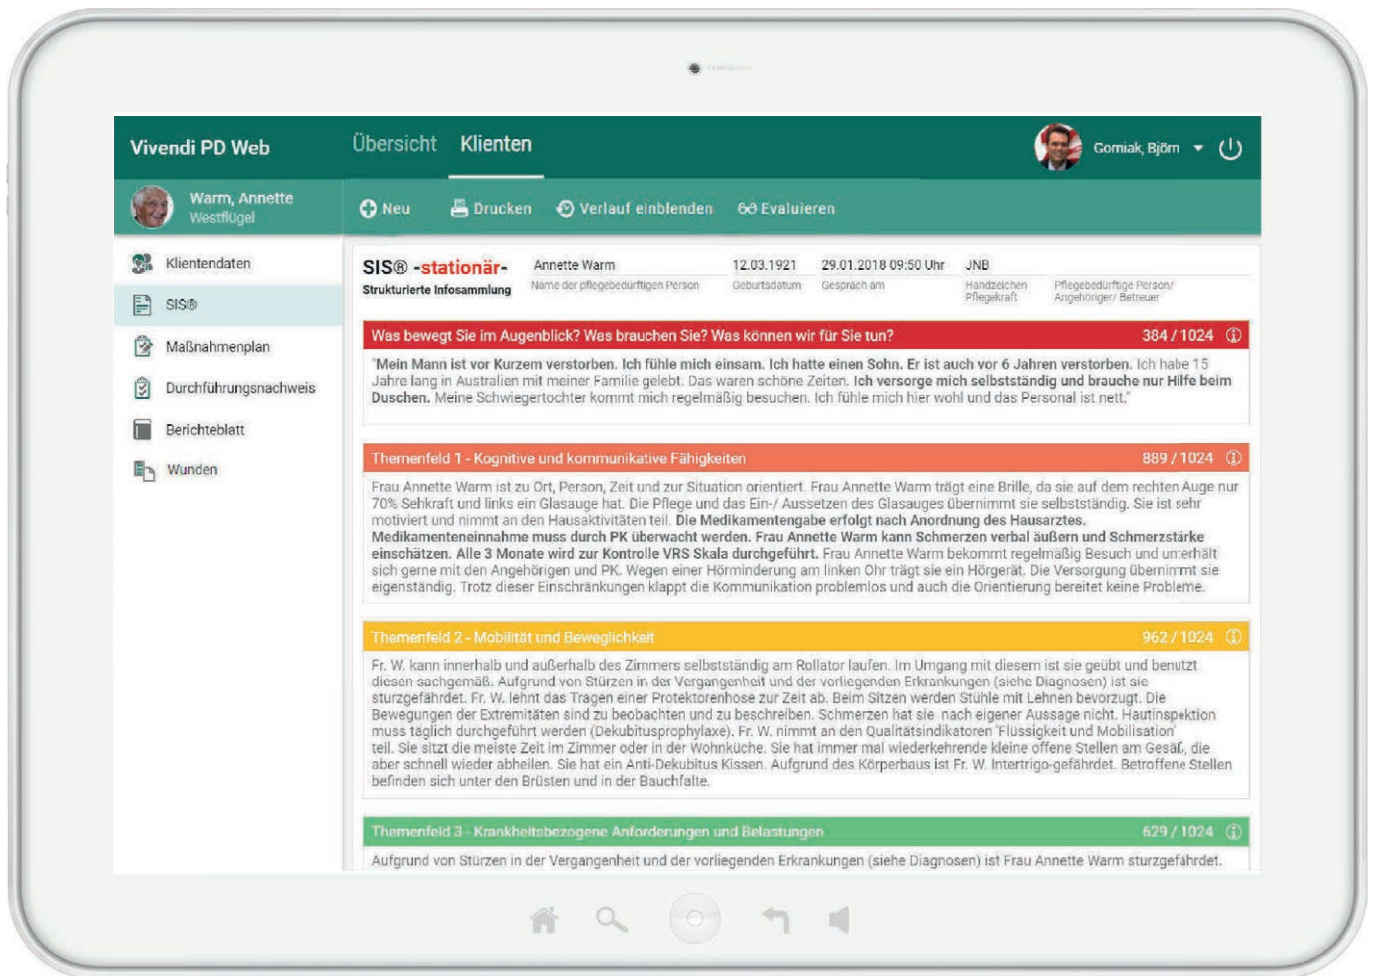 Vivendi PD Web
Übersicht
Klienten
Gorniak, Björn
Warm, Annette
Westflügel
Neu
Drucken
Verlauf einblenden
Evaluieren
Klientendaten
SIS®
Maßnahmenplan
Durchführungsnachweis
Berichteblatt
Wunden
SIS® -stationär-
Strukturierte Infosammlung
Annette Warm
Name der pflegebedürftigen Person
12.03.1921
Geburtsdatum
29.01.2018 09:50 Uhr
Gespräch am
JNB
Handzeichen
Pflegekraft
Pflegebedürftige Person/
Angehöriger/ Betreuer
Was bewegt Sie im Augenblick? Was brauchen Sie? Was können wir für Sie tun? 384 / 1024
"Mein Mann ist vor Kurzem verstorben. Ich fühle mich einsam. Ich hatte einen Sohn. Er ist auch vor 6 Jahren verstorben. Ich habe 15
Jahre lang in Australien mit meiner Familie gelebt. Das waren schöne Zeiten. Ich versorge mich selbstständig und brauche nur Hilfe beim
Duschen. Meine Schwiegertochter kommt mich regelmäßig besuchen. Ich fühle mich hier wohl und das Personal ist nett."
Themenfeld 1 - Kognitive und kommunikative Fähigkeiten 889 / 1024
Frau Annette Warm ist zu Ort, Person, Zeit und zur Situation orientiert. Frau Annette Warm trägt eine Brille, da sie auf dem rechten Auge nur
70% Sehkraft und links ein Glasauge hat. Die Pflege und das Ein-/ Aussetzen des Glasauges übernimmt sie selbstständig. Sie ist sehr
motiviert und nimmt an den Hausaktivitäten teil. Die Medikamentengabe erfolgt nach Anordnung des Hausarztes.
Medikamenteneinnahme muss durch PK überwacht werden. Frau Annette Warm kann Schmerzen verbal äußern und Schmerzstärke
einschätzen. Alle 3 Monate wird zur Kontrolle VRS Skala durchgeführt. Frau Annette Warm bekommt regelmäßig Besuch und unterhält
sich gerne mit den Angehörigen und PK. Wegen einer Hörminderung am linken Ohr trägt sie ein Hörgerät. Die Versorgung übernimmt sie
eigenständig. Trotz dieser Einschränkungen klappt die Kommunikation problemlos und auch die Orientierung bereitet keine Probleme.
Themenfeld 2 - Mobilität und Beweglichkeit 962 / 1024
Fr. W. kann innerhalb und außerhalb des Zimmers selbstständig am Rollator laufen. Im Umgang mit diesem ist sie geübt und benutzt
diesen sachgemäß. Aufgrund von Stürzen in der Vergangenheit und der vorliegenden Erkrankungen (siehe Diagnosen) ist sie
sturzgefährdet. Fr. W. lehnt das Tragen einer Protektorenhose zur Zeit ab. Beim Sitzen werden Stühle mit Lehnen bevorzugt. Die
Bewegungen der Extremitäten sind zu beobachten und zu beschreiben. Schmerzen hat sie nach eigener Aussage nicht. Hautinspektion
muss täglich durchgeführt werden (Dekubitusprophylaxe). Fr. W. nimmt an den Qualitätsindikatoren 'Flüssigkeit und Mobilisation'
teil. Sie sitzt die meiste Zeit im Zimmer oder in der Wohnküche. Sie hat immer mal wiederkehrende kleine offene Stellen am Gesäß, die
aber schnell wieder abheilen. Sie hat ein Anti-Dekubitus Kissen. Aufgrund des Körperbaus ist Fr. W. Intertrigo-gefährdet. Betroffene Stellen
befinden sich unter den Brüsten und in der Bauchfalte.
Themenfeld 3 - Krankheitsbezogene Anforderungen und Belastungen 629 / 1024
Aufgrund von Stürzen in der Vergangenheit und der vorliegenden Erkrankungen (siehe Diagnosen) ist Frau Annette Warm sturzgefährdet.